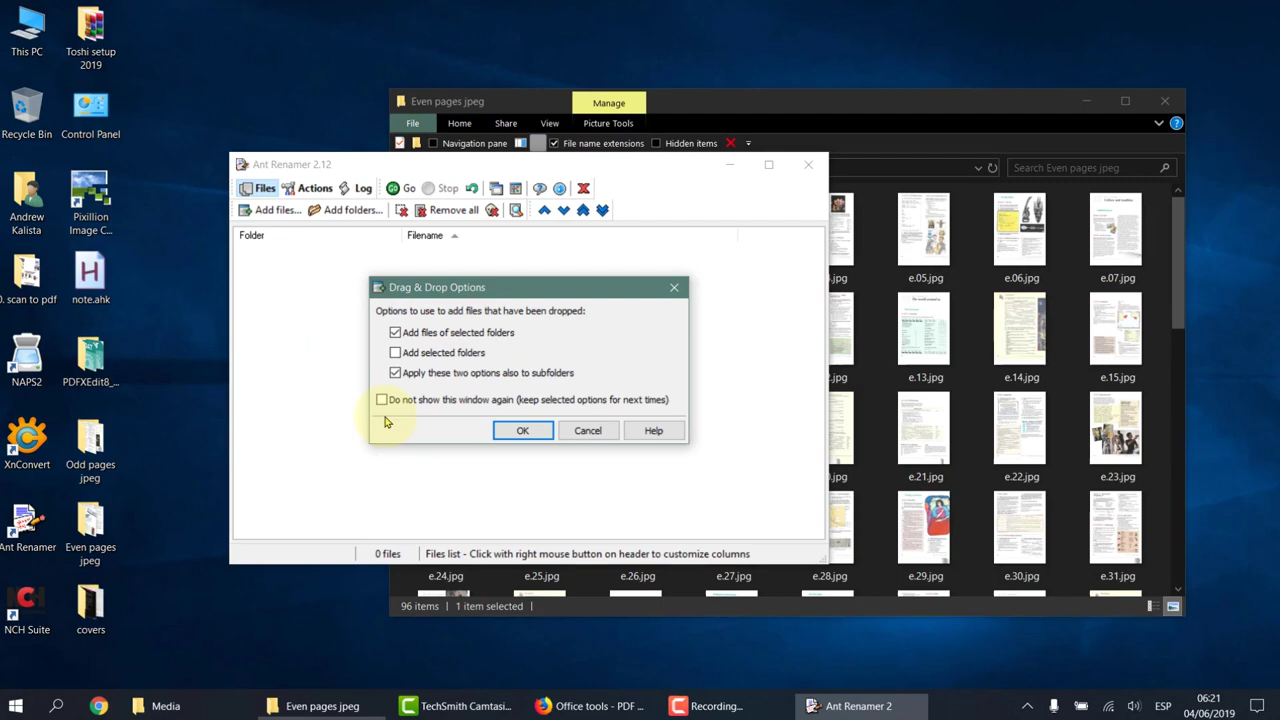 This PC
Toshi setup
2019
Recycle Bin
Control Panel
Andrew
Kalista
Pixillion
Image C...
0. scan to pdf
note.ahk
NAPS2
PDFXEdit8_...
XnConvert
Odd pages
jpeg
Ant Renamer
Even pages
jpeg
NCH Suite
covers
Even pages jpeg
Manage
File
Home
Share
View
Picture Tools
Navigation pane
File name extensions
Hidden items
Search Even pages jpeg
Ant Renamer 2.12
Files
Actions
Log
Go
Stop
Add files...
Add folders...
Remove all
Folder
Filename
Drag & Drop Options
Options to use to add files that have been dropped:
Add files of selected folders
Add selected folders
Apply these two options also to subfolders
Do not show this window again (keep selected options for next times)
OK
Cancel
Help
0 files
Files list - Click with right mouse button on header to customize columns
4.jpg
e.05.jpg
e.06.jpg
e.07.jpg
2.jpg
e.13.jpg
e.14.jpg
e.15.jpg
0.jpg
e.21.jpg
e.22.jpg
e.23.jpg
e.24.jpg
e.25.jpg
e.26.jpg
e.27.jpg
e.28.jpg
e.29.jpg
e.30.jpg
e.31.jpg
96 items
1 item selected
Media
Even pages jpeg
TechSmith Camtasi...
Office tools - PDF ...
Recording...
Ant Renamer 2
ESP
06:21
04/06/2019